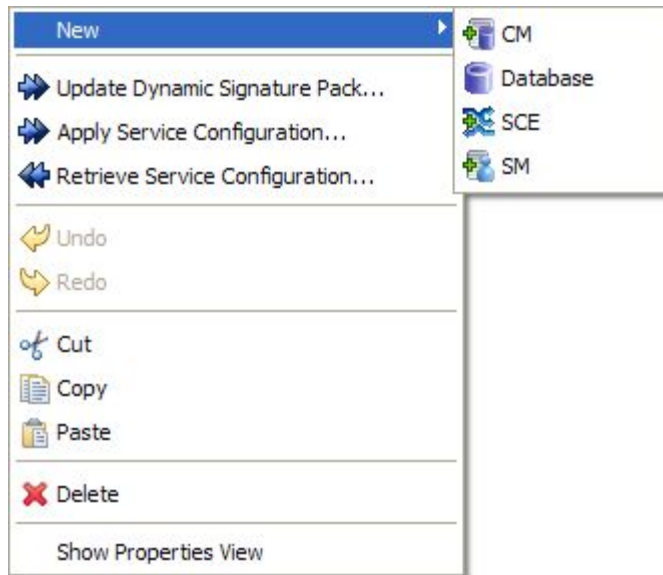 New
CM
Database
SCE
SM
Update Dynamic Signature Pack...
Apply Service Configuration...
Retrieve Service Configuration...
Undo
Redo
Cut
Copy
Paste
Delete
Show Properties View